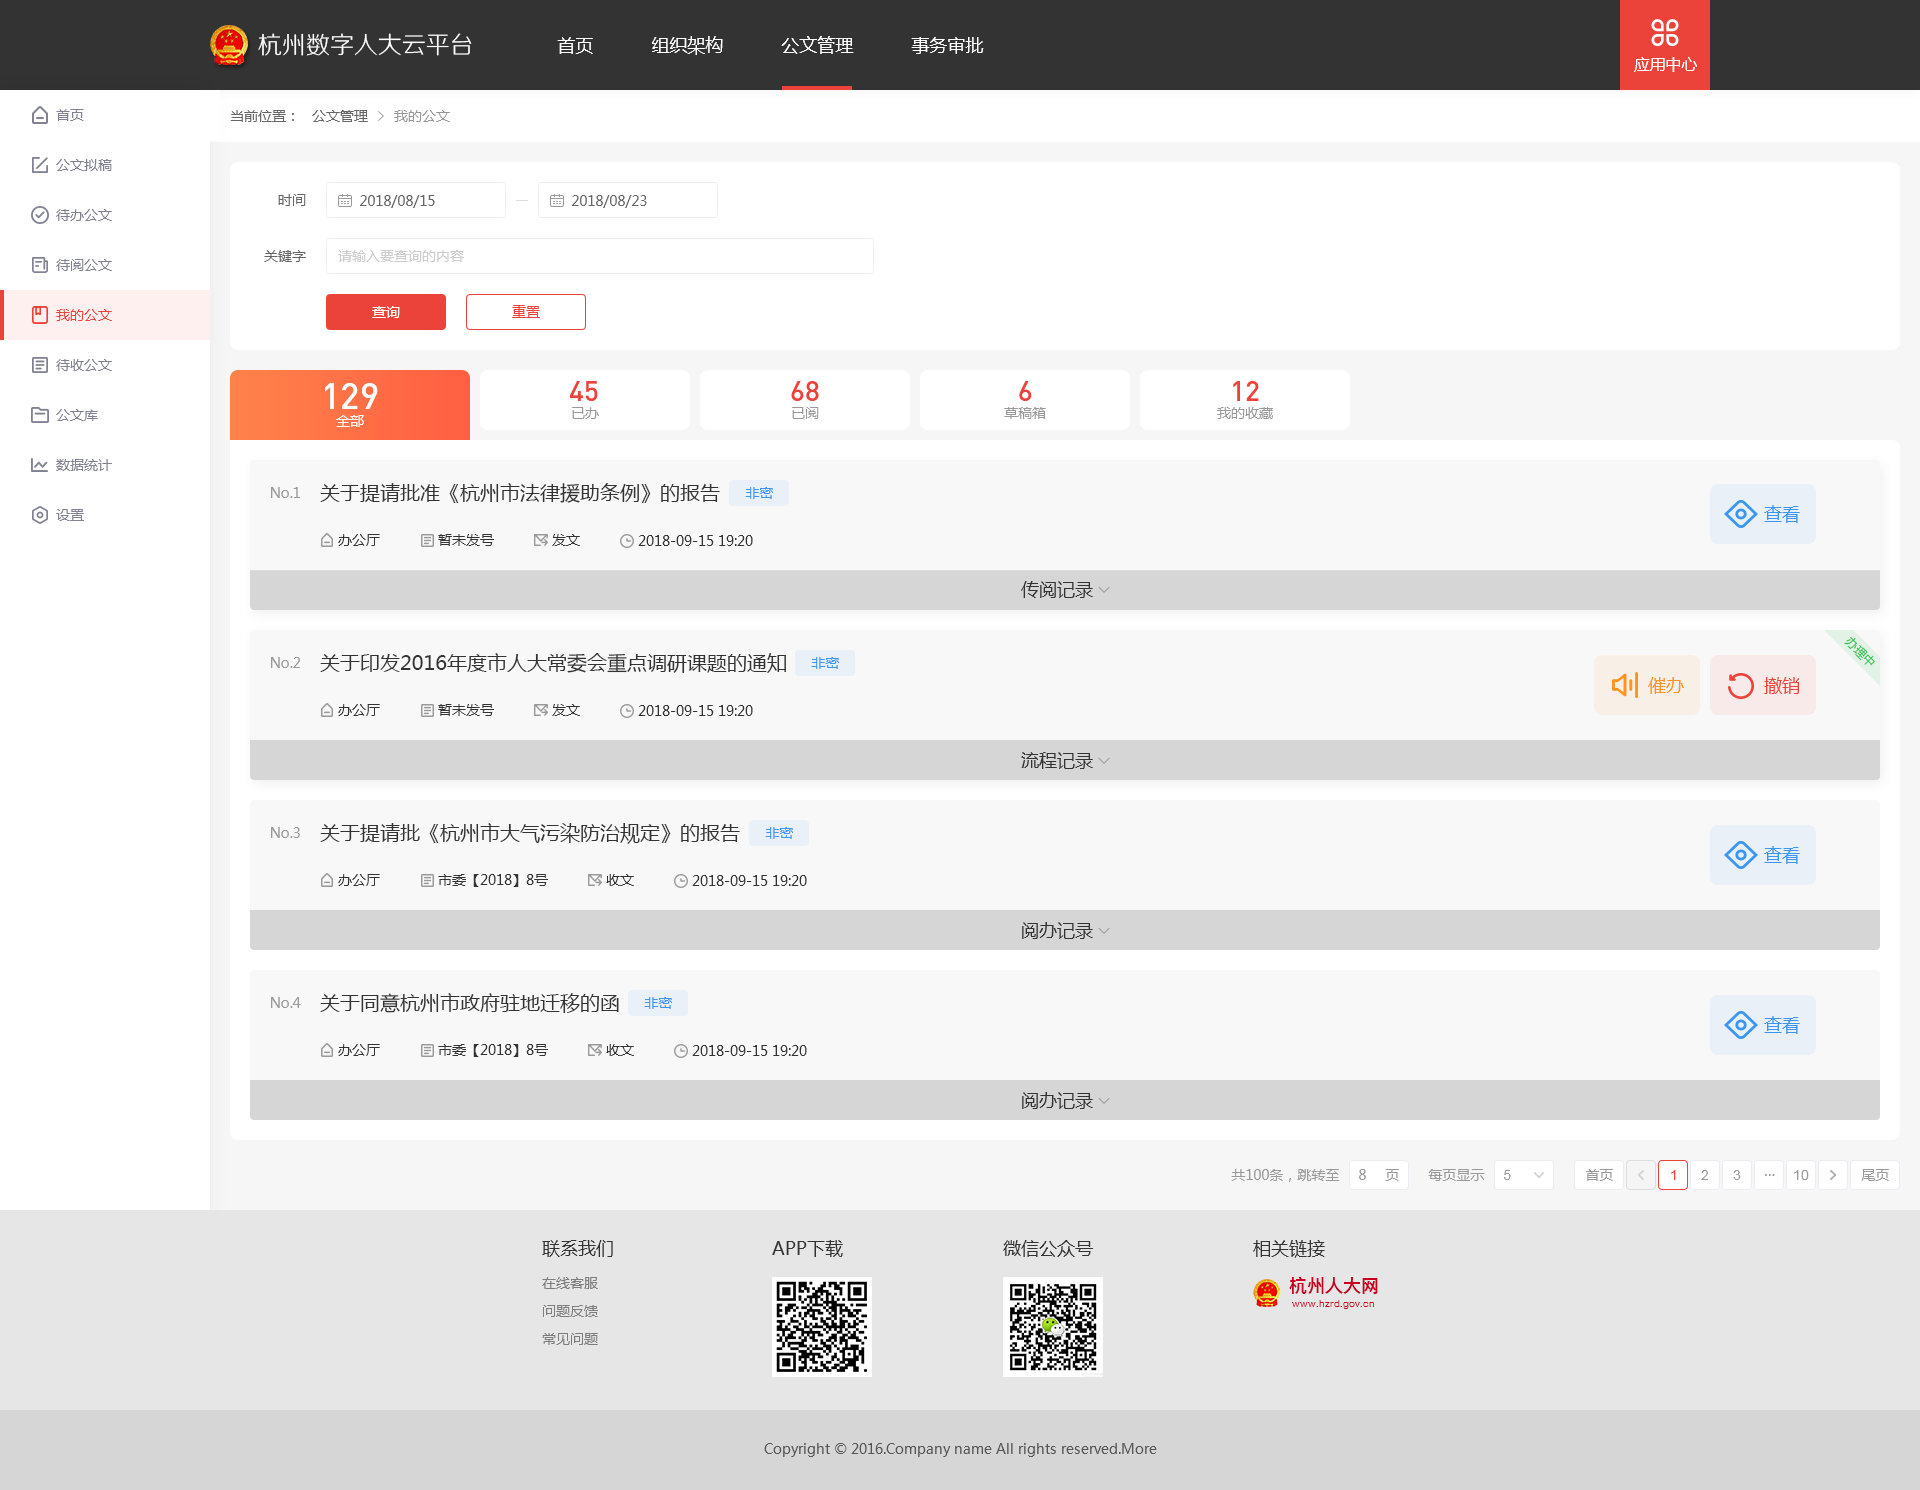 杭州数字人大云平台
首页 组织架构 公文管理 事务审批
应用中心
首页
公文拟稿
待办公文
待阅公文
我的公文
待收公文
公文库
数据统计
设置
当前位置： 公文管理 > 我的公文
时间 2018/08/15 — 2018/08/23
关键字 请输入要查询的内容
查询 重置
129 45 68 6 12
全部 已办 已阅 草稿箱 我的收藏
No.1 关于提请批准《杭州市法律援助条例》的报告 非密
办公厅 暂未发号 发文 2018-09-15 19:20
查看
传阅记录
No.2 关于印发2016年度市人大常委会重点调研课题的通知 非密
办公厅 暂未发号 发文 2018-09-15 19:20
催办 撤销
办理中
流程记录
No.3 关于提请批《杭州市大气污染防治规定》的报告 非密
办公厅 市委【2018】8号 收文 2018-09-15 19:20
查看
阅办记录
No.4 关于同意杭州市政府驻地迁移的函 非密
办公厅 市委【2018】8号 收文 2018-09-15 19:20
查看
阅办记录
共100条，跳转至 8 页 每页显示 5 首页 < 1 2 3 ··· 10 > 尾页
联系我们
在线客服
问题反馈
常见问题
APP下载
微信公众号
相关链接
杭州人大网
www.hzrd.gov.cn
Copyright © 2016.Company name All rights reserved.More